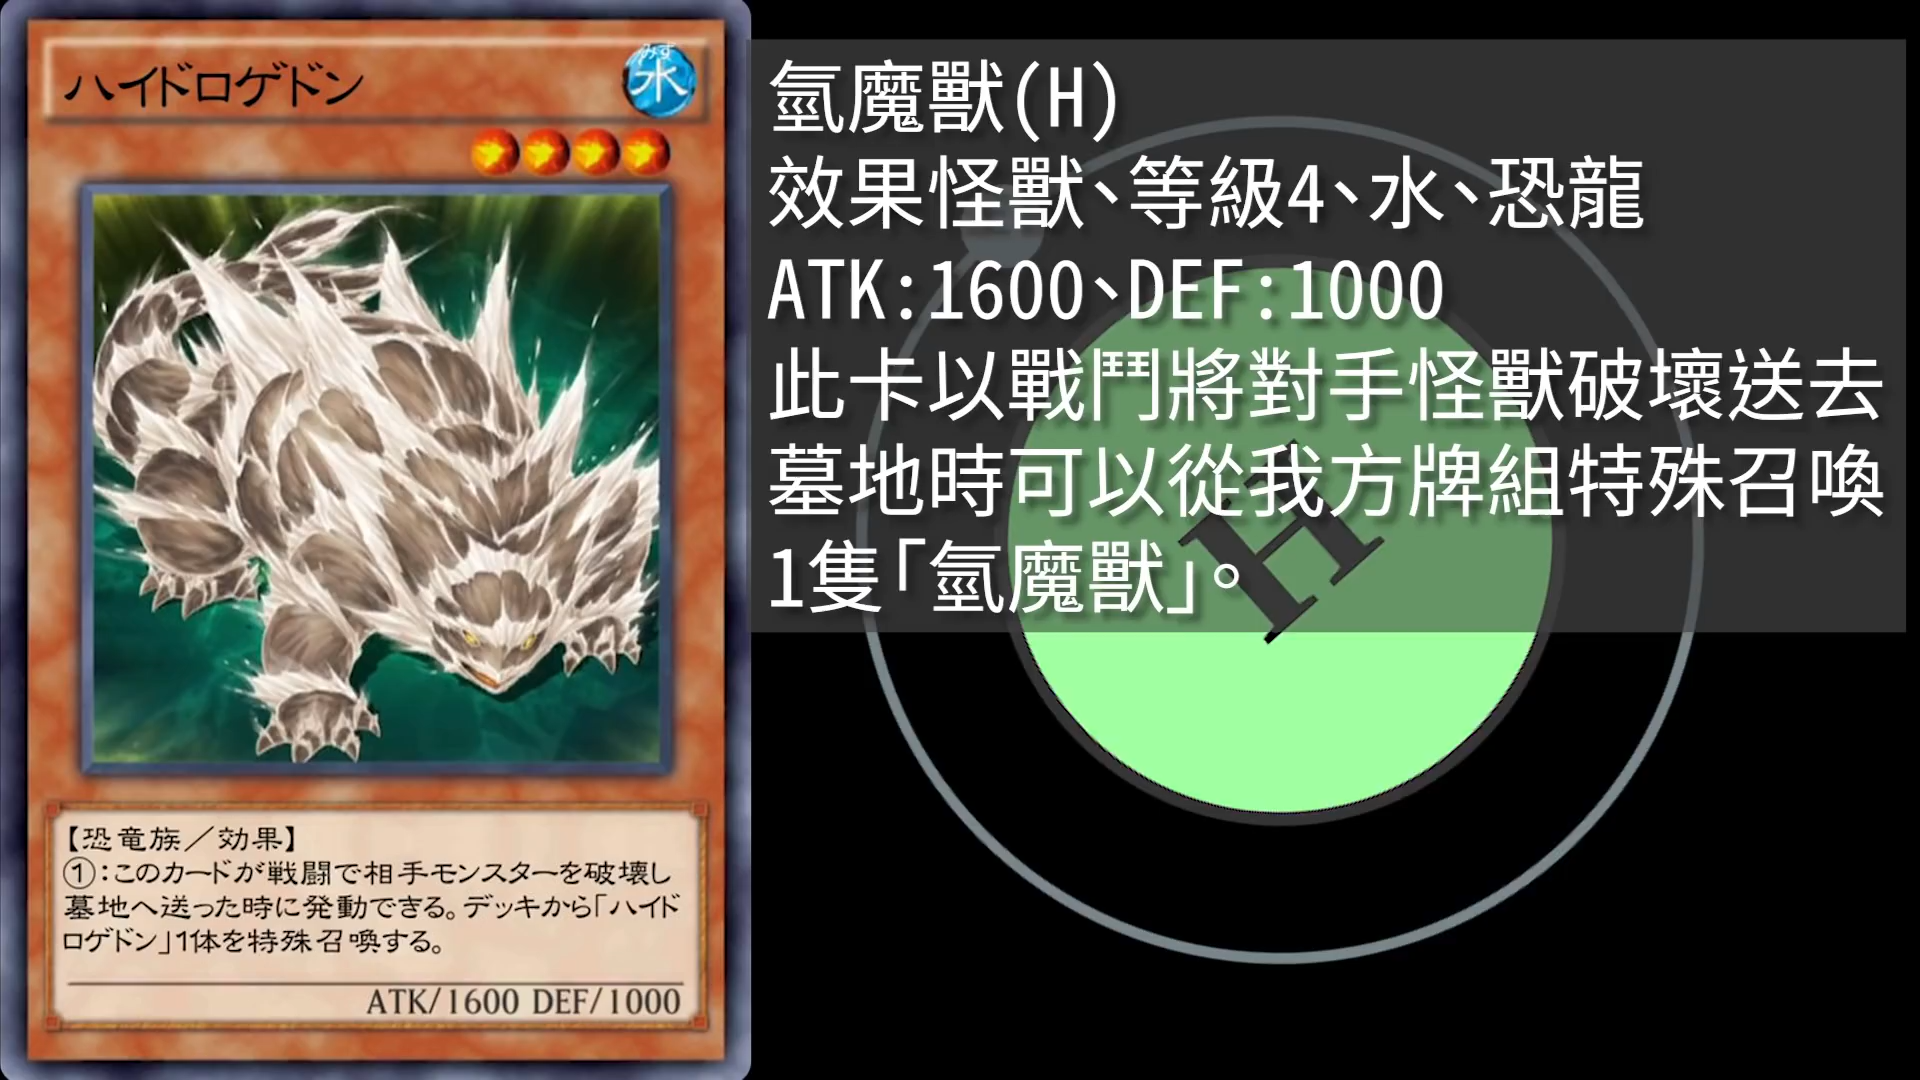 ハイドロゲドン
みず
水
【恐竜族／効果】
①：このカードが戦闘で相手モンスターを破壊し
墓地へ送った時に発動できる。デッキから「ハイド
ロゲドン」1体を特殊召喚する。
ATK/1600 DEF/1000
氫魔獸(H)
效果怪獸、等級4、水、恐龍
ATK:1600、DEF:1000
此卡以戰鬥將對手怪獸破壞送去
墓地時可以從我方牌組特殊召喚
1隻「氫魔獸」。
H